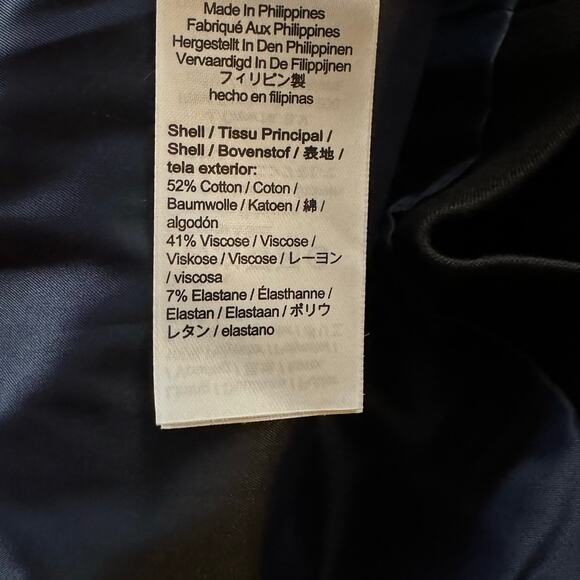 Made In Philippines
Fabriqué Aux Philippines
Hergestellt In Den Philippinen
Vervaardigd In De Filippijnen
フィリピン製
hecho en filipinas
Shell / Tissu Principal /
Shell / Bovenstof / 表地 /
tela exterior:
52% Cotton / Coton /
Baumwolle / Katoen / 綿 /
algodón
41% Viscose / Viscose /
Viskose / Viscose / レーヨン
/ viscosa
7% Elastane / Élasthanne /
Elastan / Elastaan / ポリウ
レタン / elastano